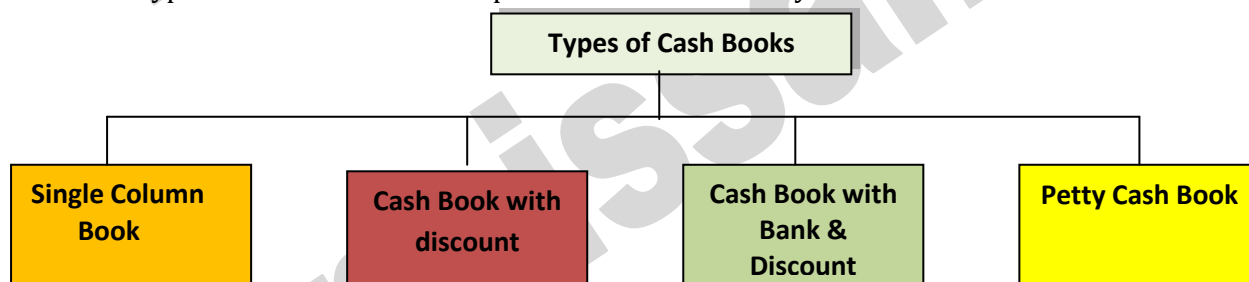 Types of Cash Books
Single Column
Book
Cash Book with
discount
Cash Book with
Bank &
Discount
Petty Cash Book